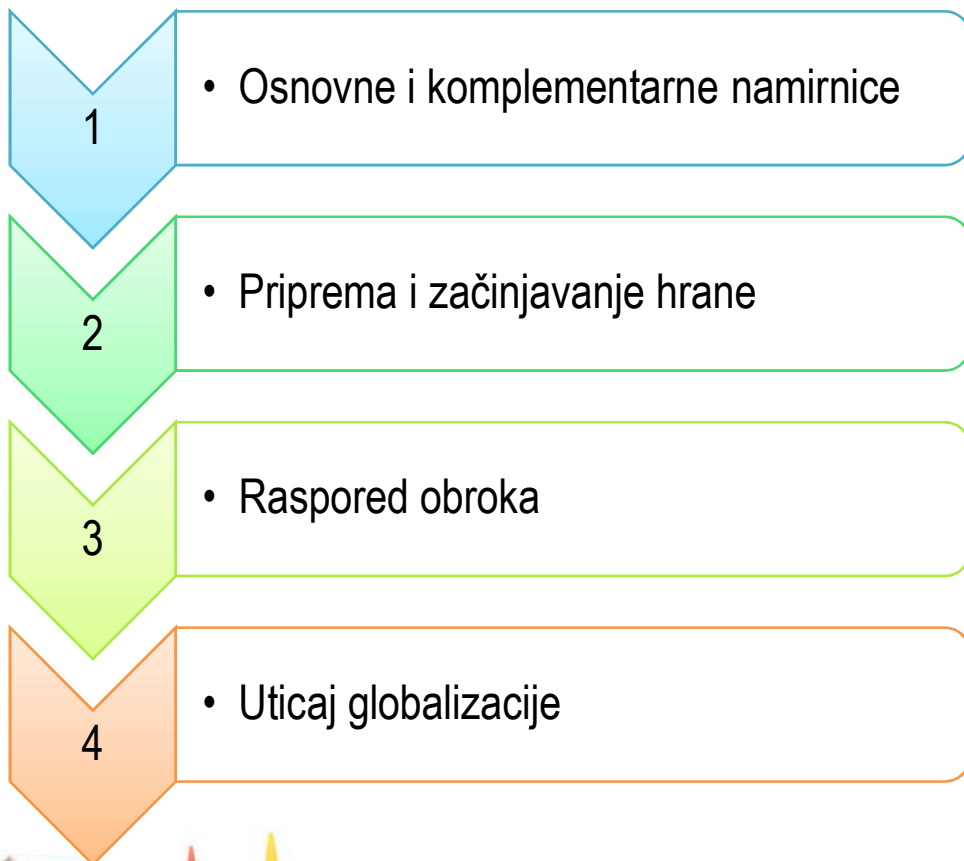 1
• Osnovne i komplementarne namirnice
2
• Priprema i začinjavanje hrane
3
• Raspored obroka
4
• Uticaj globalizacije